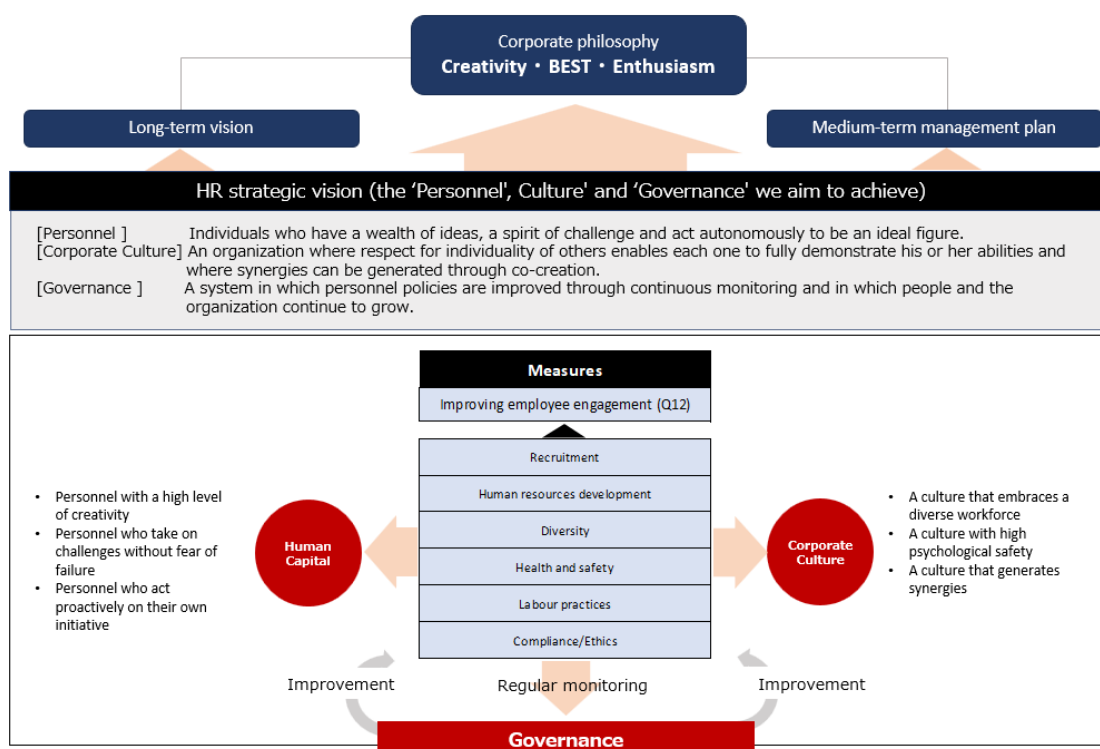 Corporate philosophy
Creativity・BEST・Enthusiasm
Long-term vision
Medium-term management plan
HR strategic vision (the ‘Personnel', Culture' and ‘Governance' we aim to achieve)
[Personnel ] Individuals who have a wealth of ideas, a spirit of challenge and act autonomously to be an ideal figure.
[Corporate Culture] An organization where respect for individuality of others enables each one to fully demonstrate his or her abilities and
where synergies can be generated through co-creation.
[Governance ] A system in which personnel policies are improved through continuous monitoring and in which people and the
organization continue to grow.
Measures
Improving employee engagement (Q12)
Recruitment
Human resources development
Diversity
Health and safety
Labour practices
Compliance/Ethics
• Personnel with a high level
of creativity
• Personnel who take on
challenges without fear of
failure
• Personnel who act
proactively on their own
initiative
Human
Capital
Corporate
Culture
• A culture that embraces a
diverse workforce
• A culture with high
psychological safety
• A culture that generates
synergies
Improvement
Regular monitoring
Improvement
Governance